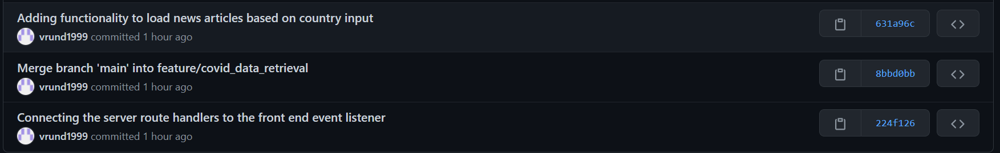 Adding functionality to load news articles based on country input
631a96c
vrund1999 committed 1 hour ago
Merge branch 'main' into feature/covid_data_retrieval
8bbd0bb
vrund1999 committed 1 hour ago
Connecting the server route handlers to the front end event listener
224f126
vrund1999 committed 1 hour ago